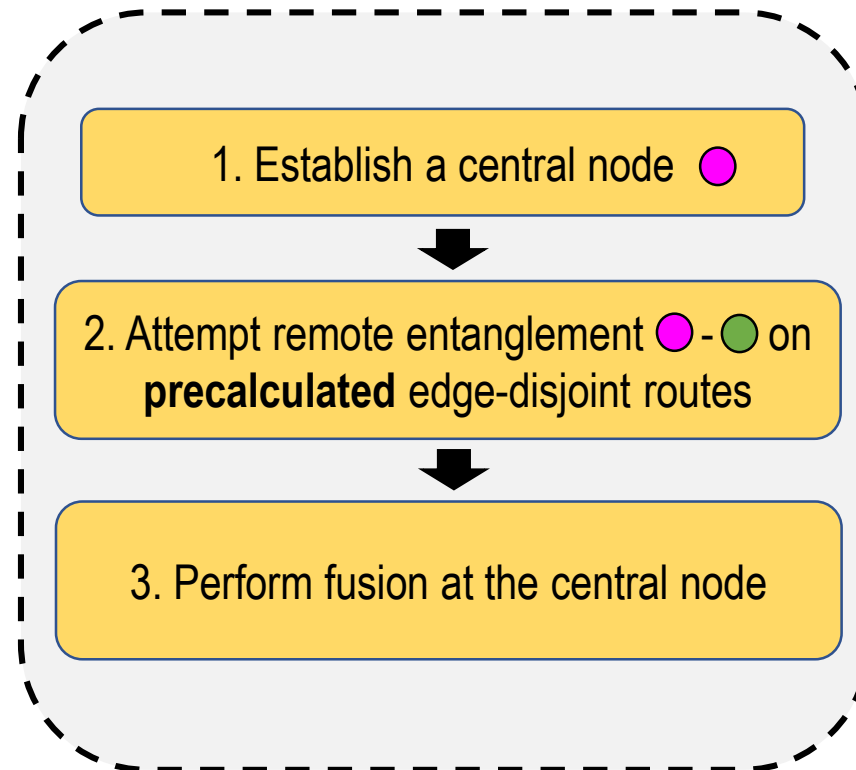 1. Establish a central node
2. Attempt remote entanglement - on
precalculated edge-disjoint routes
3. Perform fusion at the central node